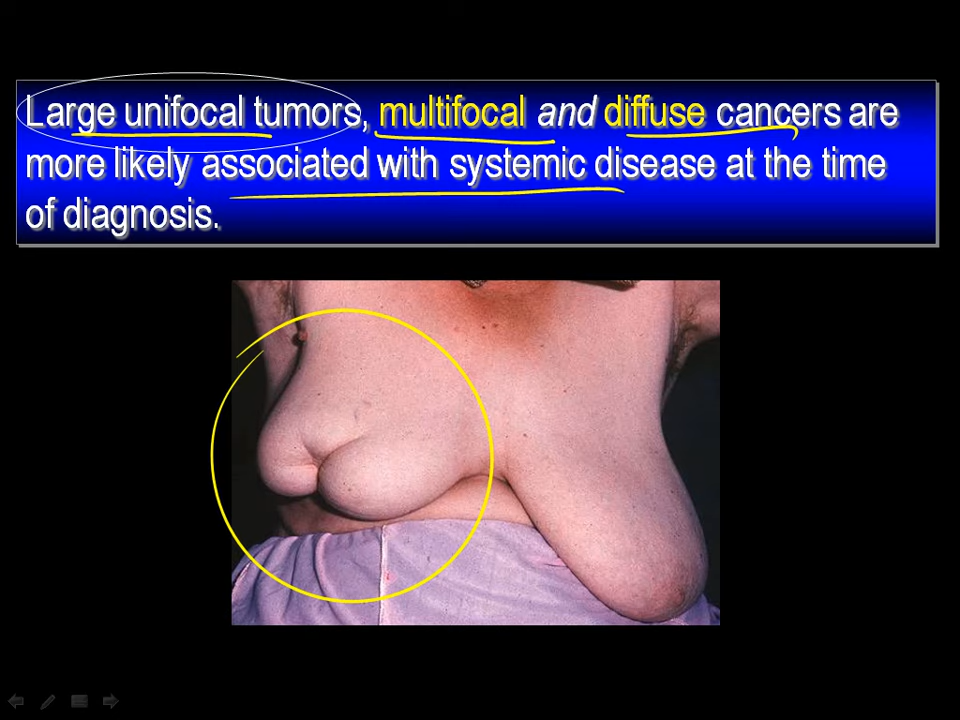 Large unifocal tumors, multifocal and diffuse cancers are
more likely associated with systemic disease at the time
of diagnosis.